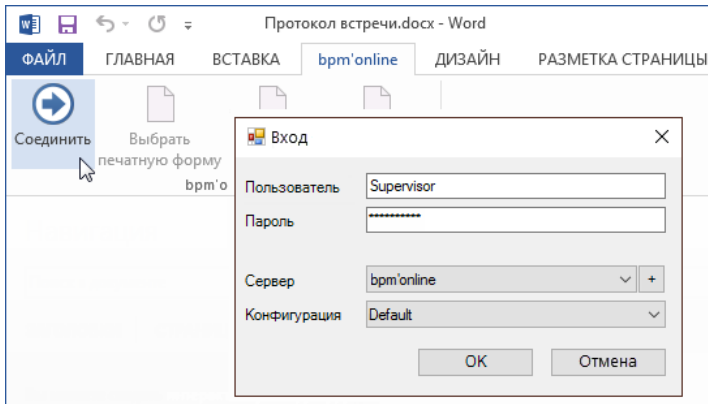 Протокол встречи.docx - Word
ФАЙЛ ГЛАВНАЯ ВСТАВКА bpm'online ДИЗАЙН РАЗМЕТКА СТРАНИЦЫ
Соединить
Выбрать
печатную форму
bpm'o
Вход
Пользователь Supervisor
Пароль **********
Сервер bpm'online +
Конфигурация Default
OK Отмена